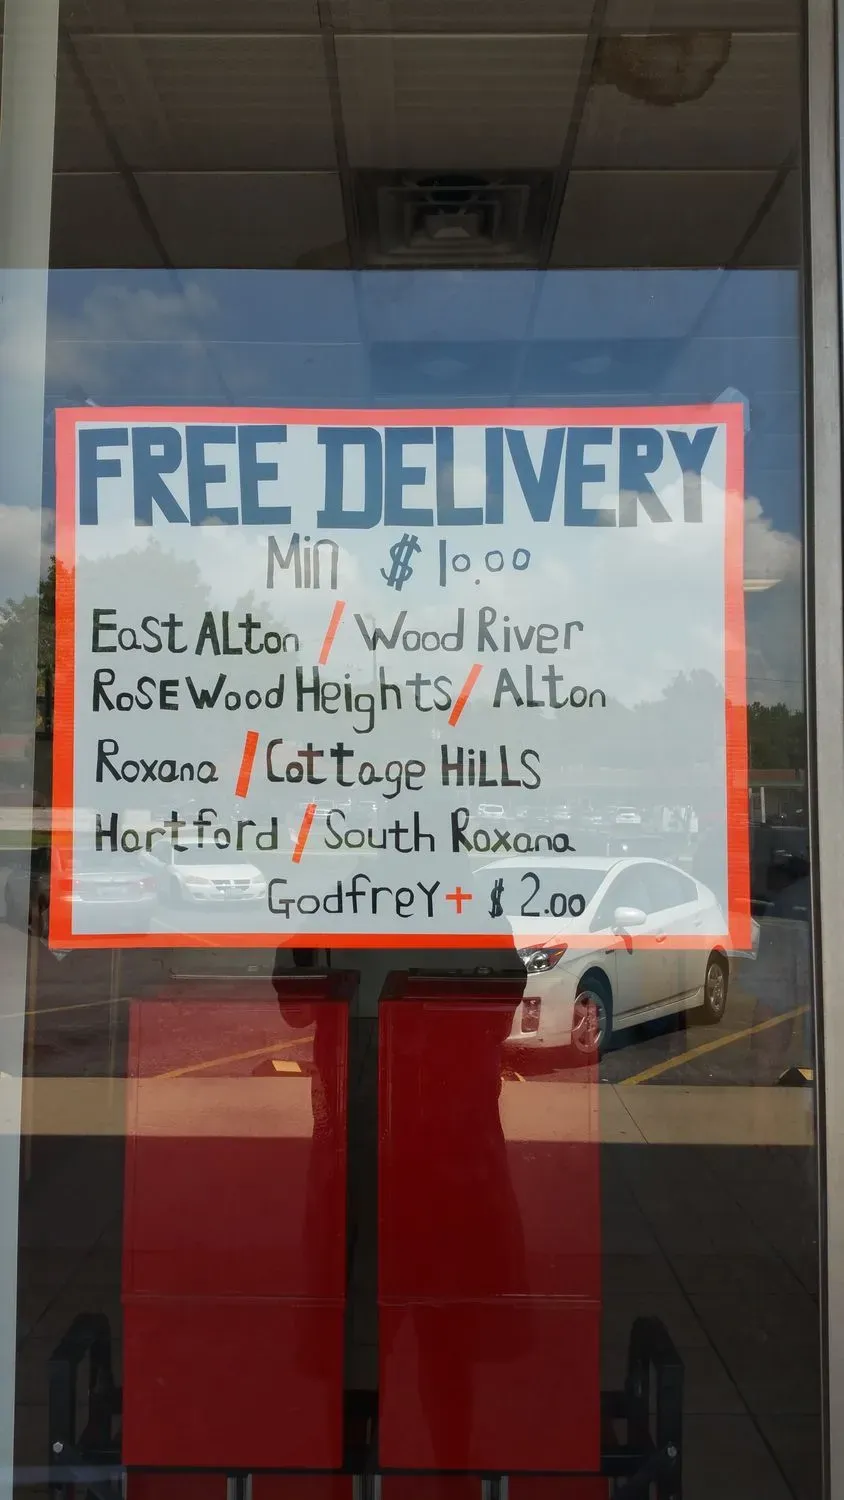 FREE DELIVERY
Min $10.00
East Alton / Wood River
RoseWood Heights / Alton
Roxana / Cottage Hills
Hartford / South Roxana
Godfrey + $2.00